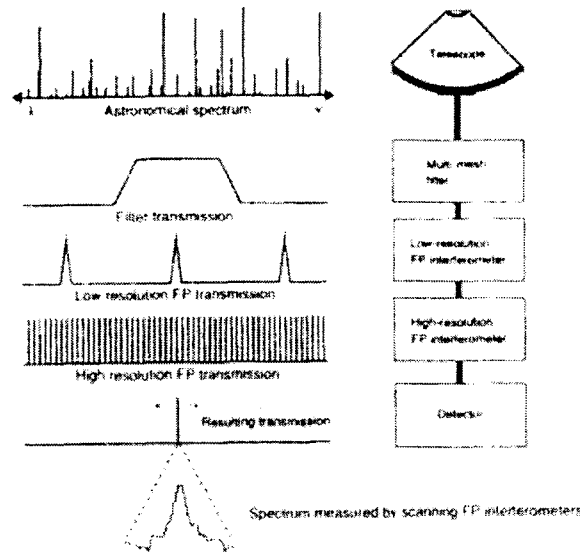 Telescope
λ Astronomical spectrum ν
Multi mesh
filter
Filter transmission
Low-resolution
FP interferometer
Low resolution FP transmission
High-resolution
FP interferometer
High resolution FP transmission
Resulting transmission
Detector
Spectrum measured by scanning FP interferometers